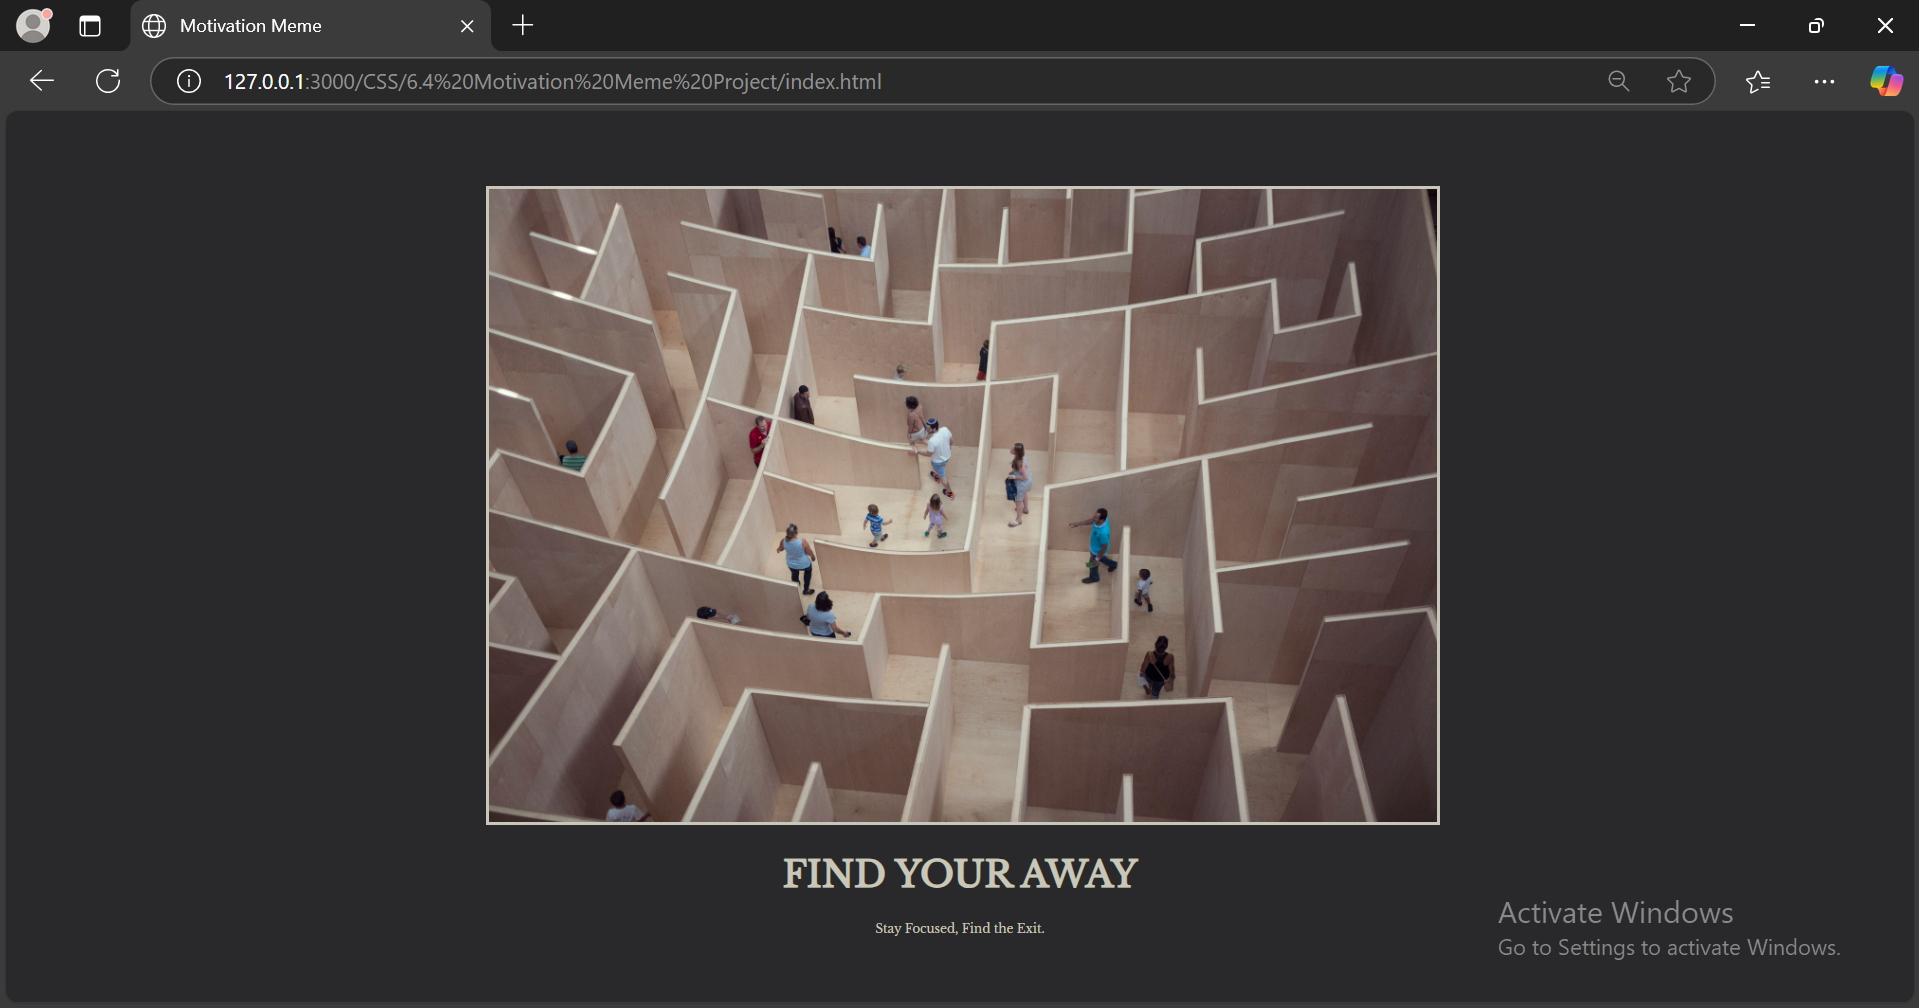 Motivation Meme
127.0.0.1:3000/CSS/6.4%20Motivation%20Meme%20Project/index.html
FIND YOUR AWAY
Stay Focused, Find the Exit.
Activate Windows
Go to Settings to activate Windows.